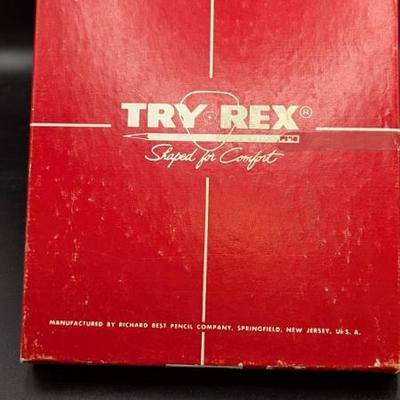 TRY REX®
Shaped for Comfort
MANUFACTURED BY RICHARD BEST PENCIL COMPANY, SPRINGFIELD, NEW JERSEY, U. S. A.